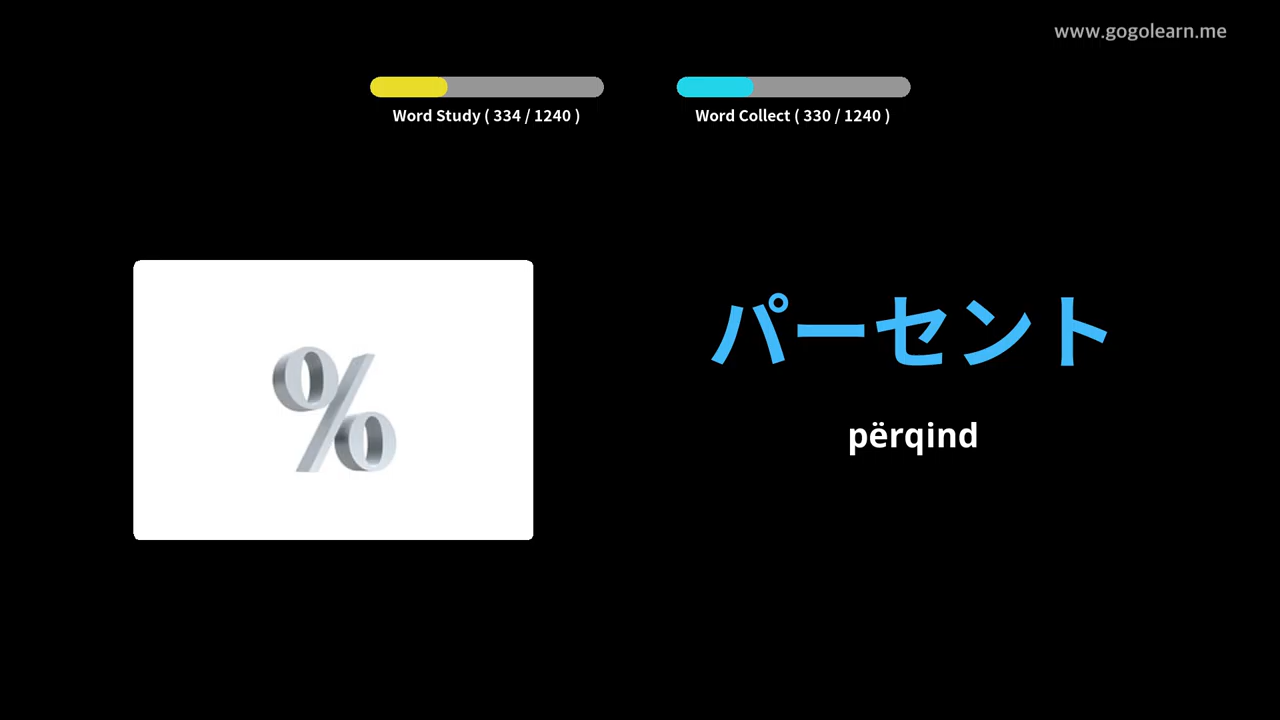 www.gogolearn.me
Word Study ( 334 / 1240 )
Word Collect ( 330 / 1240 )
%
パーセント
përqind